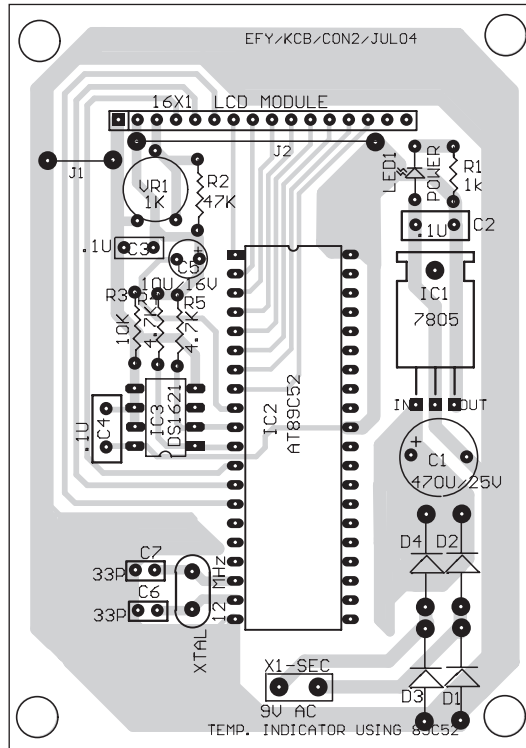 EFY/KCB/CON2/JUL04
16X1 LCD MODULE
J2
J1
LED1
POWER
R1
1k
VR1
1K
R2
47K
.1U
C3
C5
10U/16V
.1U
C2
IC1
7805
R3
10K
R4
4.7K
R5
4.7K
IC2
AT89C52
IC3
DS1621
C4
.1U
IN
OUT
C1
470U/25V
D4
D2
C7
33P
C6
33P
12 MHz
XTAL
X1-SEC
9V AC
D3
D1
TEMP. INDICATOR USING 89C52